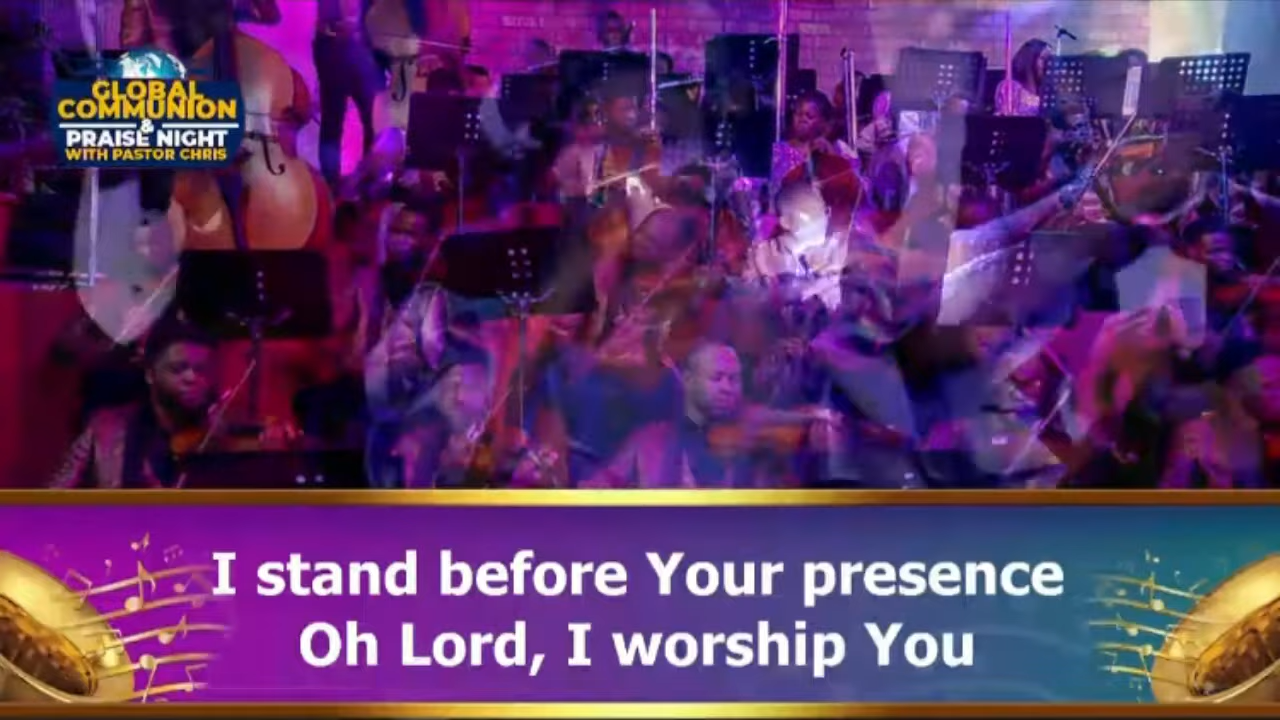 GLOBAL
COMMUNION
&
PRAISE NIGHT
WITH PASTOR CHRIS
I stand before Your presence
Oh Lord, I worship You